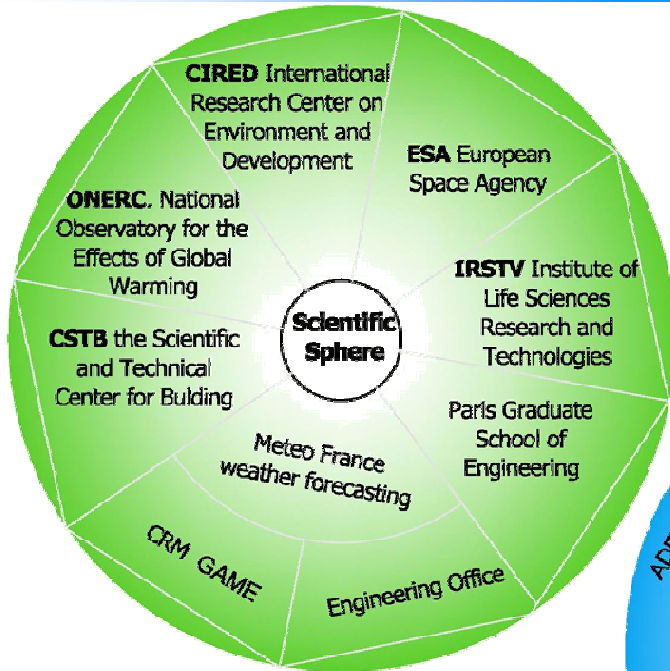 CIRED International
Research Center on
Environment and
Development
ESA European
Space Agency
ONERC. National
Observatory for the
Effects of Global
Warming
IRSTV Institute of
Life Sciences
Research and
Technologies
Scientific
Sphere
CSTB the Scientific
and Technical
Center for Bulding
Paris Graduate
School of
Engineering
Meteo France
weather forecasting
CRM GAME
Engineering Office